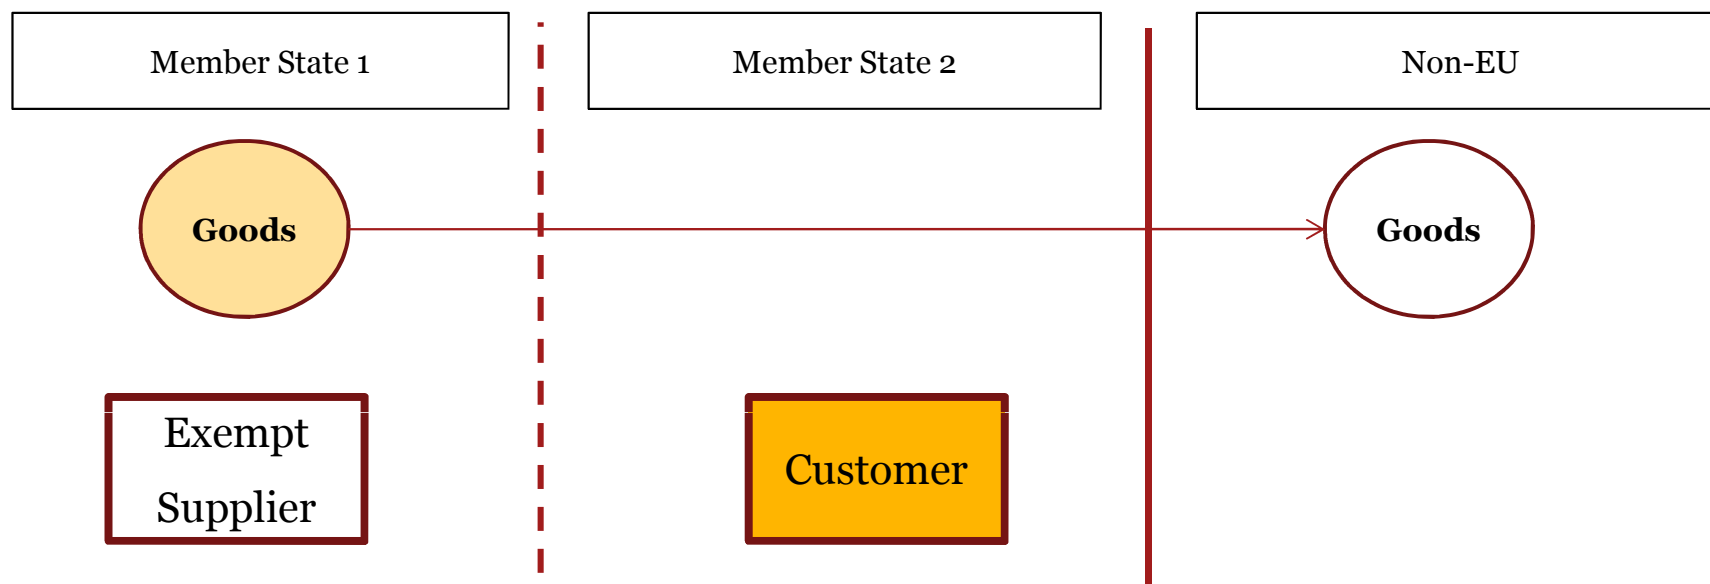 Member State 1
Member State 2
Non-EU
Goods
Goods
Exempt
Supplier
Customer